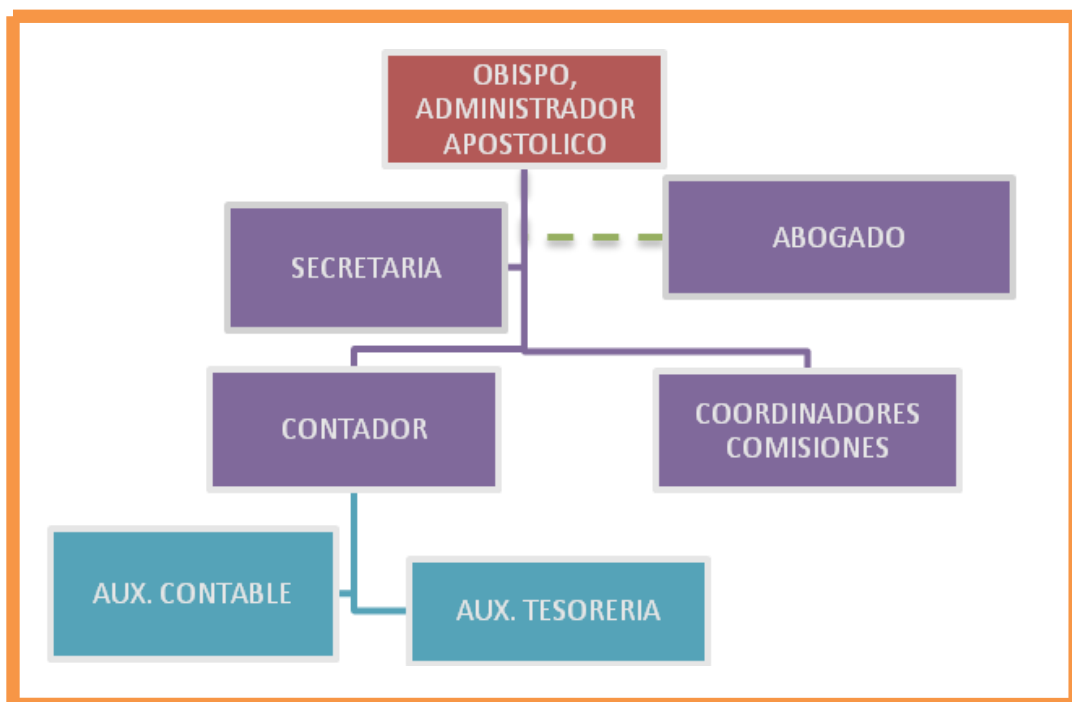 OBISPO,
ADMINISTRADOR
APOSTOLICO
ABOGADO
SECRETARIA
CONTADOR
COORDINADORES
COMISIONES
AUX. CONTABLE
AUX. TESORERIA